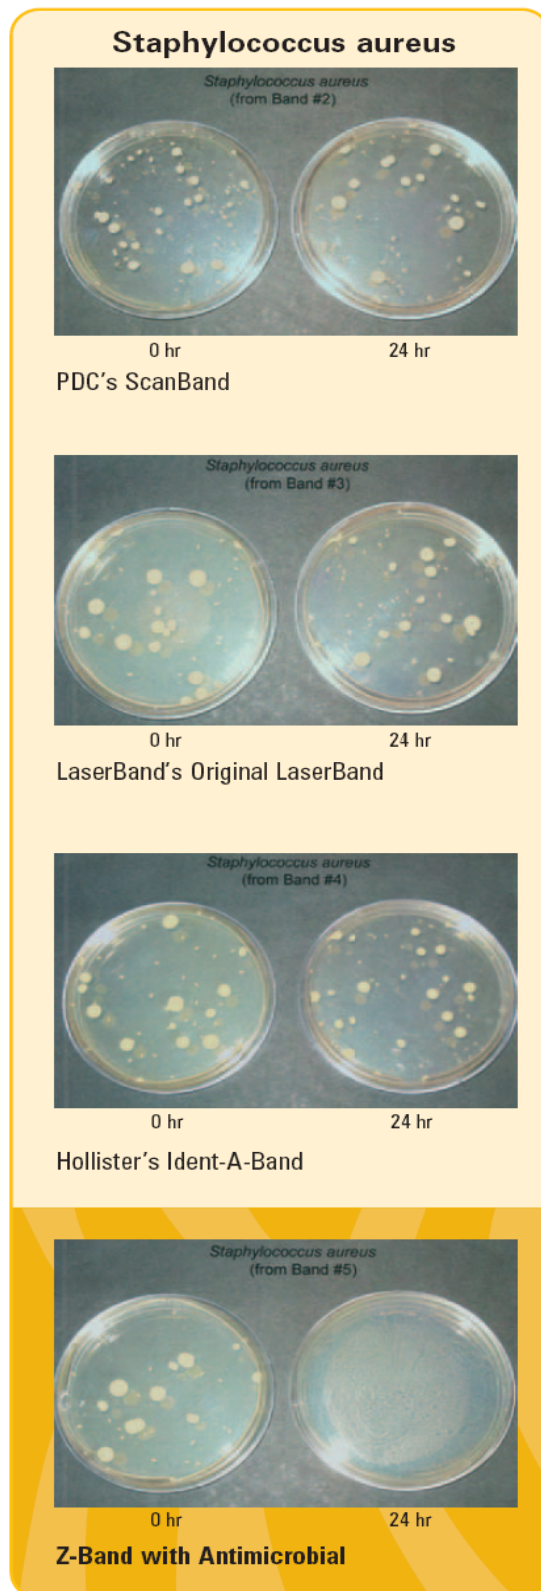 Staphylococcus aureus
Staphylococcus aureus
(from Band #2)
0 hr 24 hr
PDC's ScanBand
Staphylococcus aureus
(from Band #3)
0 hr 24 hr
LaserBand's Original LaserBand
Staphylococcus aureus
(from Band #4)
0 hr 24 hr
Hollister's Ident-A-Band
Staphylococcus aureus
(from Band #5)
0 hr 24 hr
Z-Band with Antimicrobial